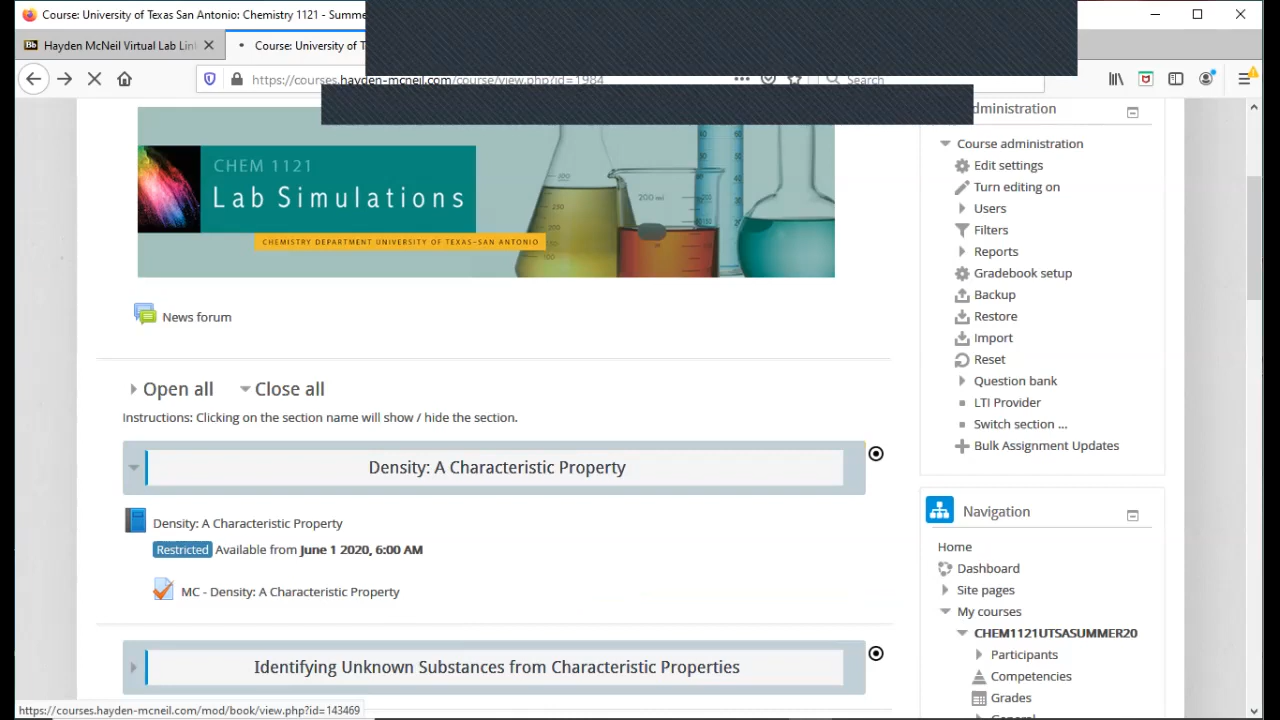 Course: University of Texas San Antonio: Chemistry 1121 - Summe
Hayden McNeil Virtual Lab Lin
Course: University of T
https://courses.hayden-mcneil.com/course/view.php?id=1984
Search
CHEM 1121
Lab Simulations
CHEMISTRY DEPARTMENT UNIVERSITY OF TEXAS–SAN ANTONIO
200 ml
News forum
Open all
Close all
Instructions: Clicking on the section name will show / hide the section.
Density: A Characteristic Property
Density: A Characteristic Property
Restricted Available from June 1 2020, 6:00 AM
MC - Density: A Characteristic Property
Identifying Unknown Substances from Characteristic Properties
https://courses.hayden-mcneil.com/mod/book/view.php?id=143469
dministration
Course administration
Edit settings
Turn editing on
Users
Filters
Reports
Gradebook setup
Backup
Restore
Import
Reset
Question bank
LTI Provider
Switch section ...
Bulk Assignment Updates
Navigation
Home
Dashboard
Site pages
My courses
CHEM1121UTSASUMMER20
Participants
Competencies
Grades
General